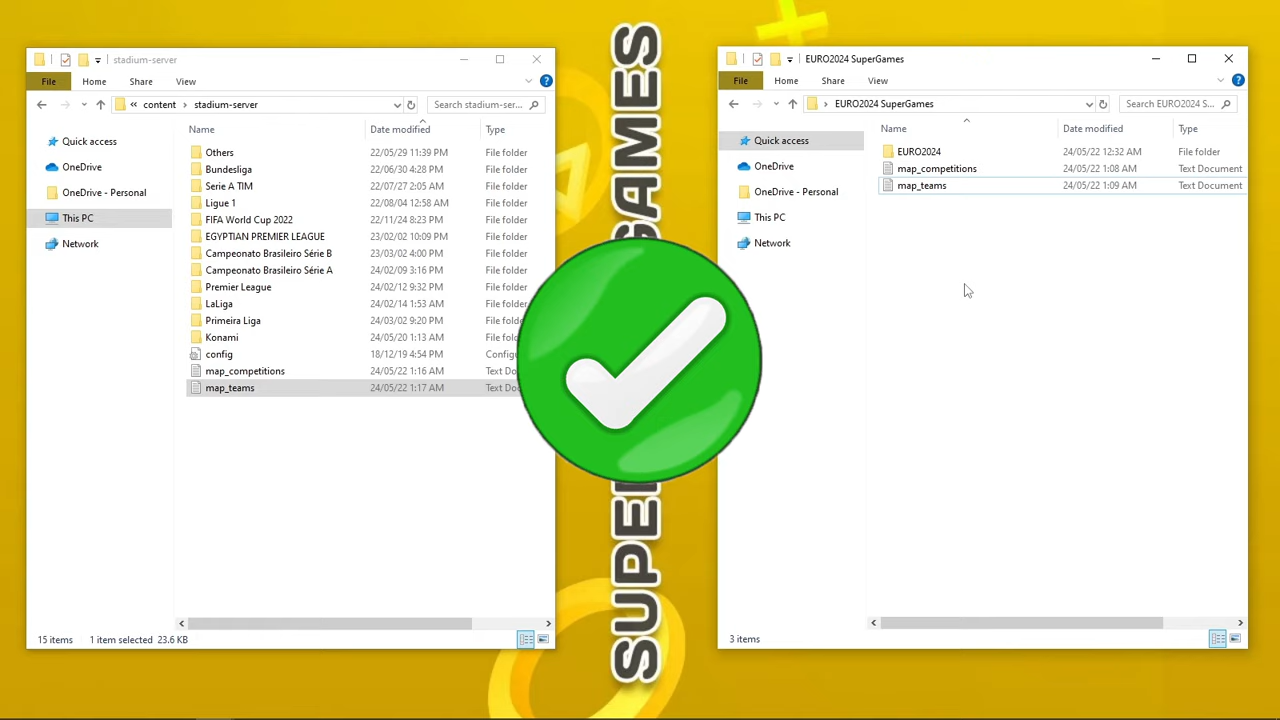 stadium-server
File Home Share View
« content › stadium-server
Search stadium-ser...
Quick access
OneDrive
OneDrive - Personal
This PC
Network
Name Date modified Type
Others 22/05/29 11:39 PM File folder
Bundesliga 22/06/30 4:28 PM File folder
Serie A TIM 22/07/27 2:05 AM File folder
Ligue 1 22/08/04 12:58 AM File folder
FIFA World Cup 2022 22/11/24 8:23 PM File folder
EGYPTIAN PREMIER LEAGUE 23/02/02 10:09 PM File folder
Campeonato Brasileiro Série B 23/03/02 4:00 PM File folder
Campeonato Brasileiro Série A 24/02/09 3:16 PM File folder
Premier League 24/02/12 9:32 PM File folder
LaLiga 24/02/14 1:53 AM File folder
Primeira Liga 24/03/02 9:20 PM File folde
Konami 24/05/20 1:13 AM File fold
config 18/12/19 4:54 PM Configu
map_competitions 24/05/22 1:16 AM Text Do
map_teams 24/05/22 1:17 AM Text Doc
15 items 1 item selected 23.6 KB
SUPER GAMES
EURO2024 SuperGames
File Home Share View
› EURO2024 SuperGames
Search EURO2024 S...
Quick access
OneDrive
OneDrive - Personal
This PC
Network
Name Date modified Type
EURO2024 24/05/22 12:32 AM File folder
map_competitions 24/05/22 1:08 AM Text Document
map_teams 24/05/22 1:09 AM Text Document
3 items